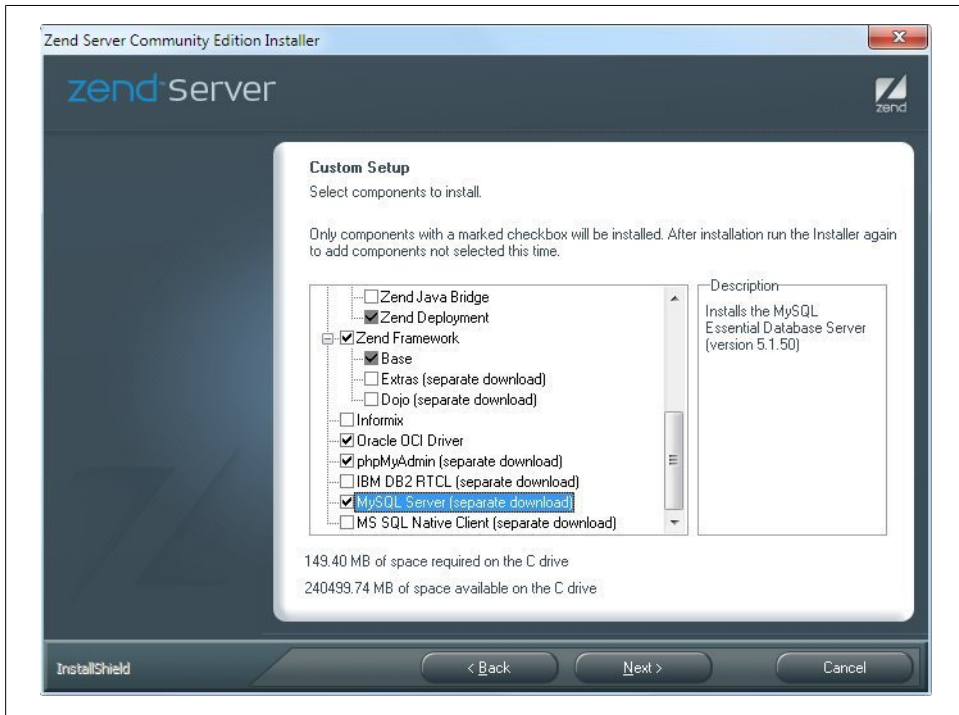 Zend Server Community Edition Installer
zend server
zend
Custom Setup
Select components to install.
Only components with a marked checkbox will be installed. After installation run the Installer again
to add components not selected this time.
Zend Java Bridge
Zend Deployment
Zend Framework
Base
Extras (separate download)
Dojo (separate download)
Informix
Oracle OCI Driver
phpMyAdmin (separate download)
IBM DB2 RTCL (separate download)
MySQL Server (separate download)
MS SQL Native Client (separate download)
Description
Installs the MySQL
Essential Database Server
(version 5.1.50)
149.40 MB of space required on the C drive
240499.74 MB of space available on the C drive
InstallShield
< Back
Next >
Cancel